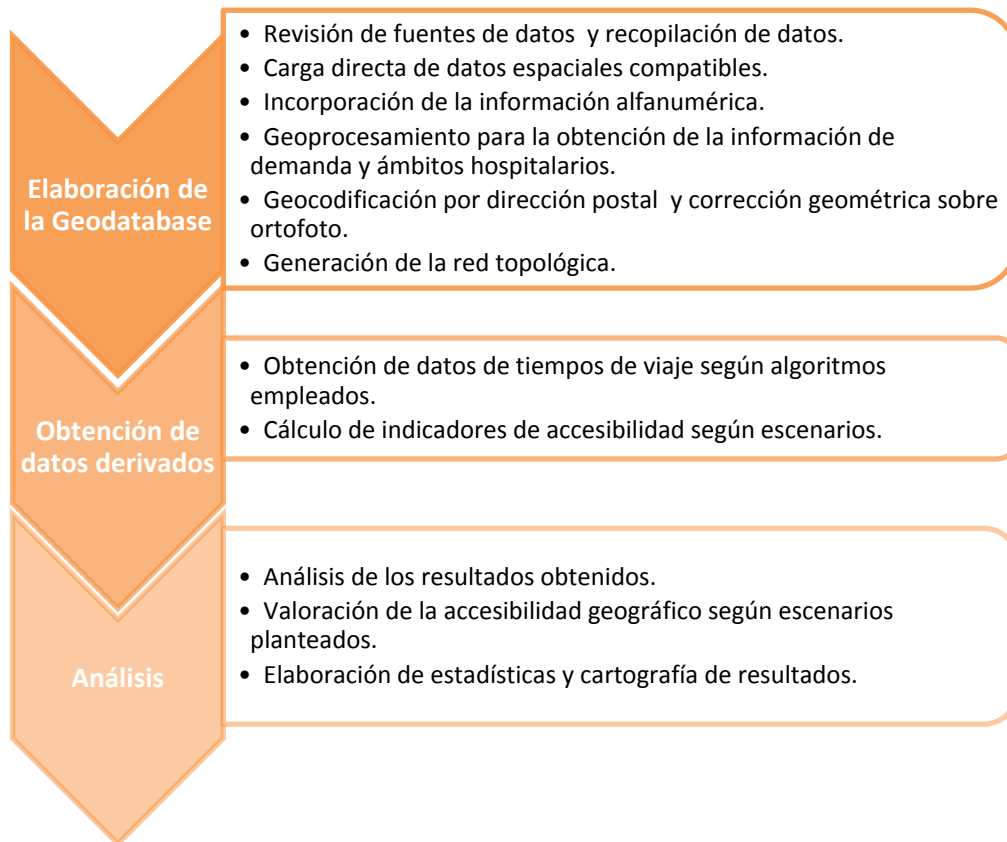 Elaboración de
la Geodatabase
• Revisión de fuentes de datos y recopilación de datos.
• Carga directa de datos espaciales compatibles.
• Incorporación de la información alfanumérica.
• Geoprocesamiento para la obtención de la información de
demanda y ámbitos hospitalarios.
• Geocodificación por dirección postal y corrección geométrica sobre
ortofoto.
• Generación de la red topológica.
Obtención de
datos derivados
• Obtención de datos de tiempos de viaje según algoritmos
empleados.
• Cálculo de indicadores de accesibilidad según escenarios.
Análisis
• Análisis de los resultados obtenidos.
• Valoración de la accesibilidad geográfico según escenarios
planteados.
• Elaboración de estadísticas y cartografía de resultados.